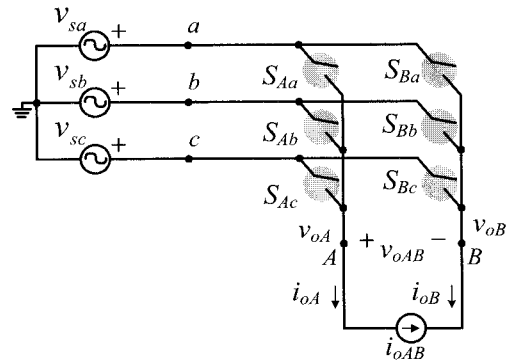 v_sa + a
S_Aa S_Ba
v_sb + b
S_Ab S_Bb
v_sc + c
S_Ac S_Bc
v_oA + v_oAB − v_oB
A B
i_oA i_oB
i_oAB